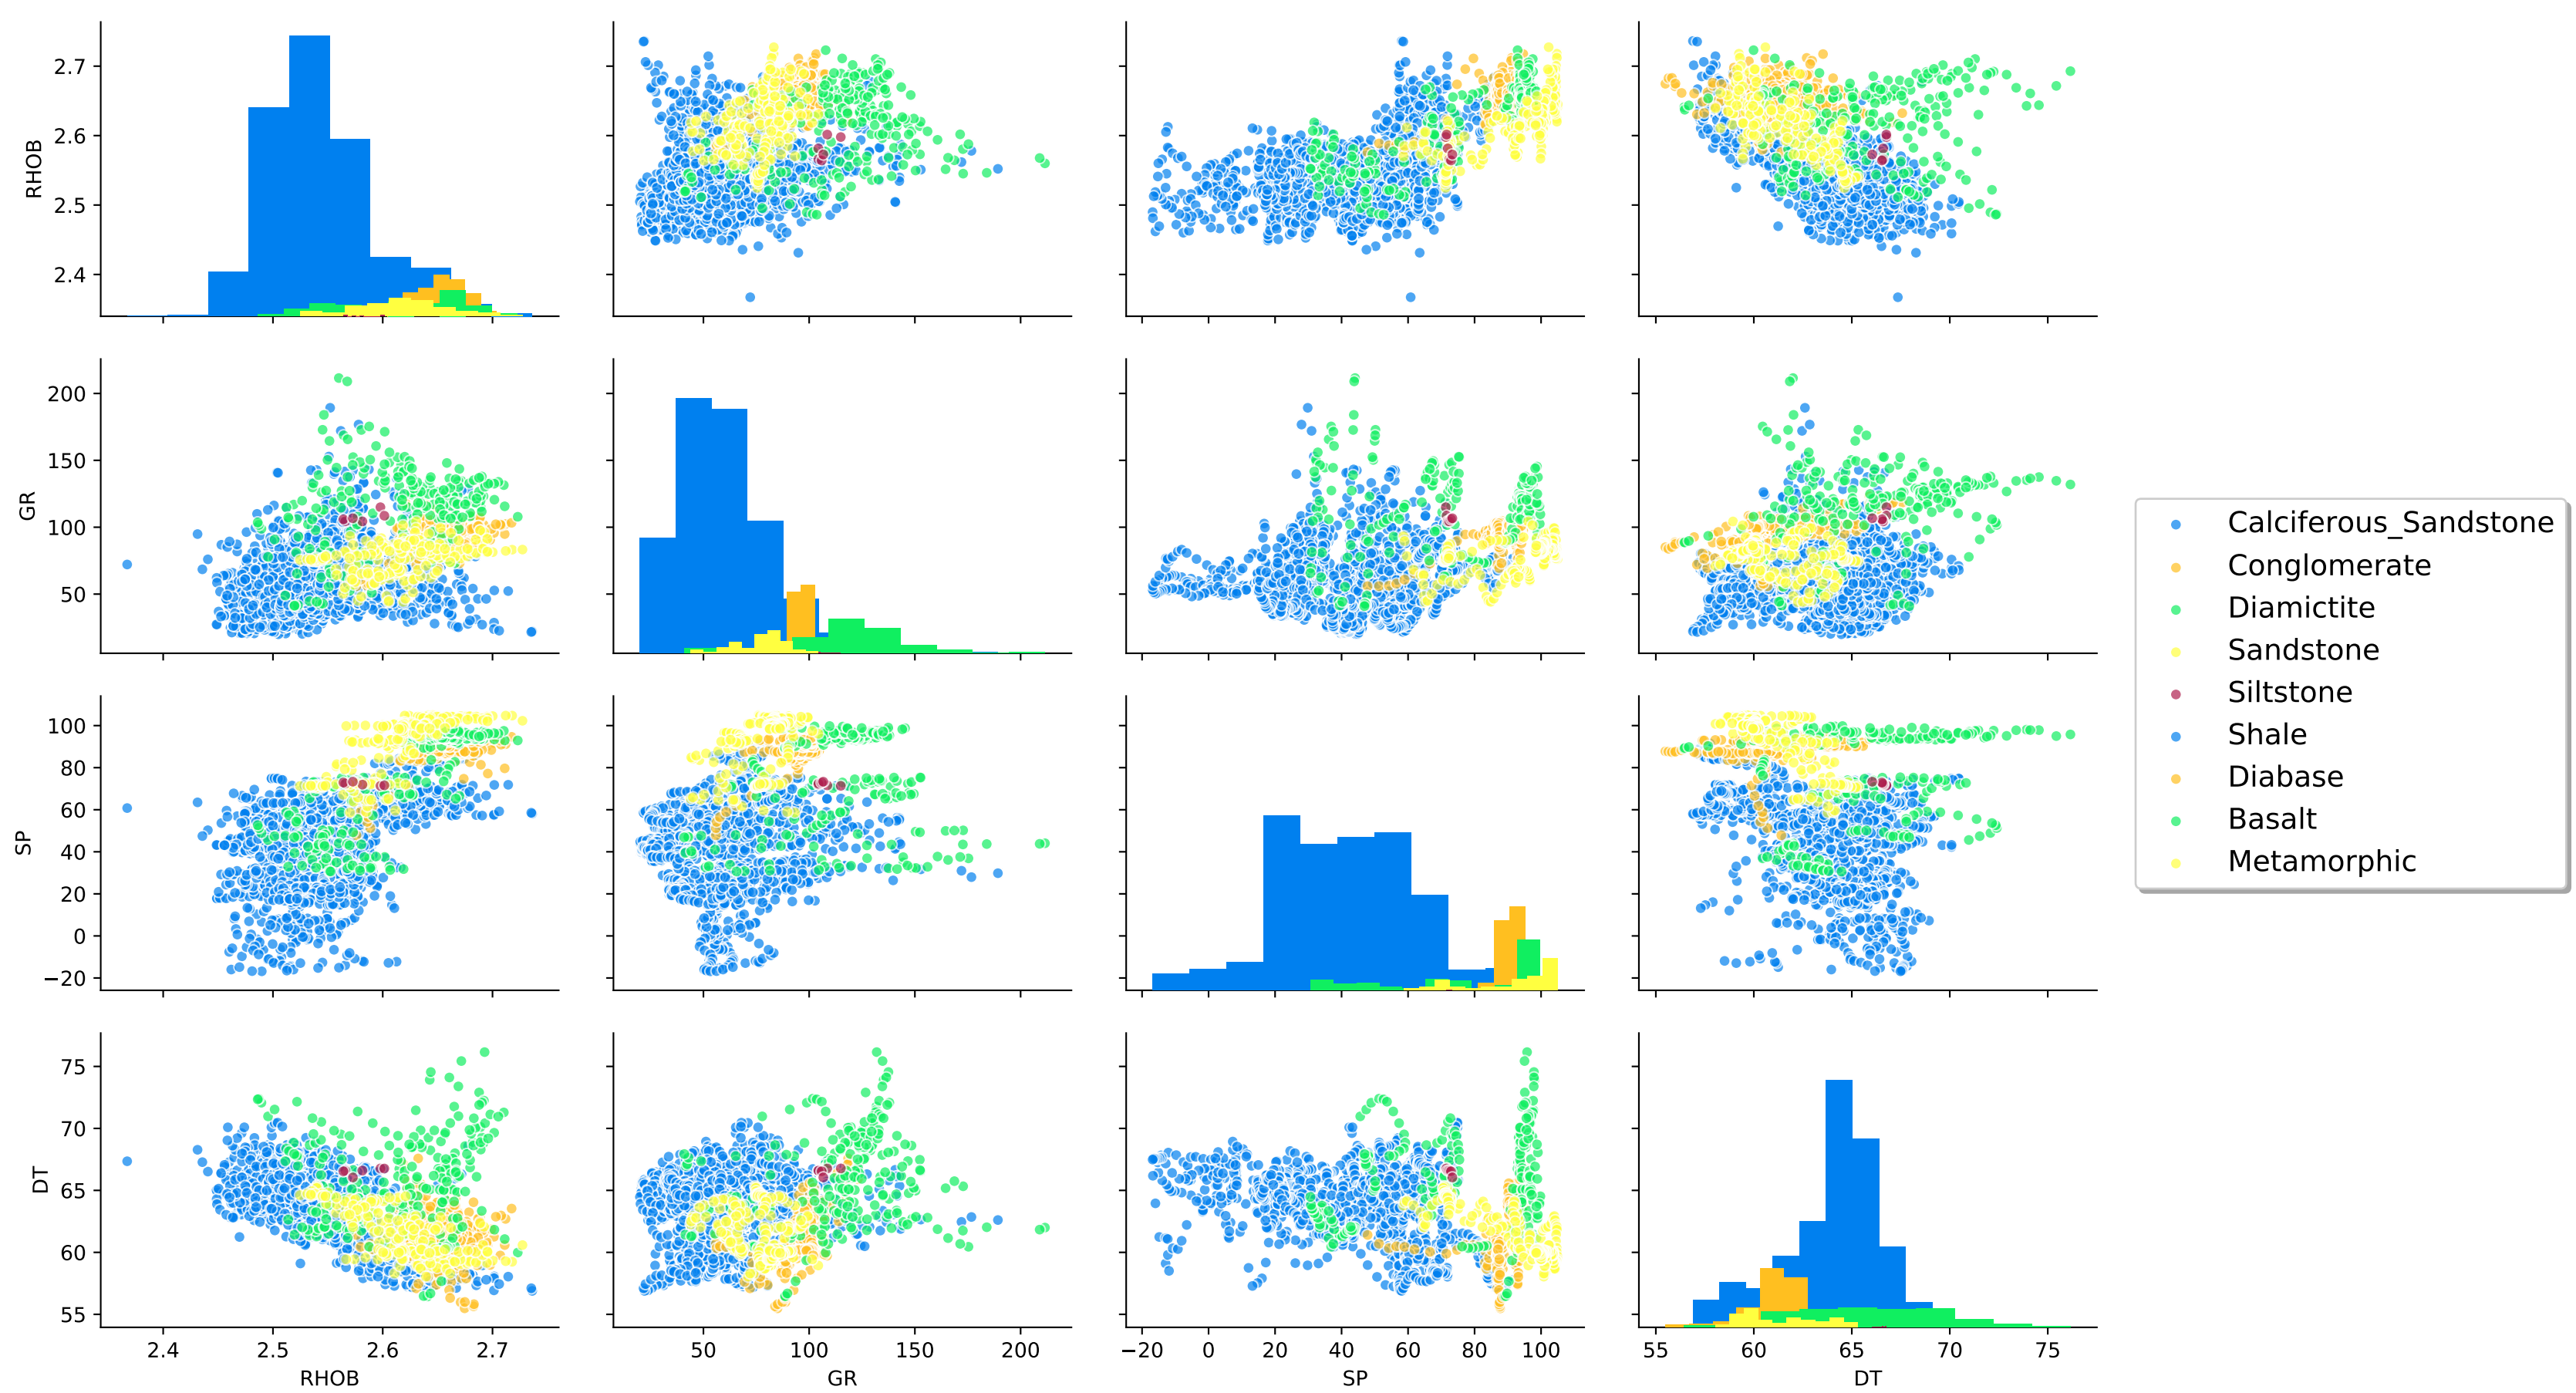 2.7
2.6
2.5
2.4
RHOB
200
150
100
50
GR
100
80
60
40
20
0
−20
SP
75
70
65
60
55
DT
2.4 2.5 2.6 2.7
RHOB
50 100 150 200
GR
−20 0 20 40 60 80 100
SP
55 60 65 70 75
DT
Calciferous_Sandstone
Conglomerate
Diamictite
Sandstone
Siltstone
Shale
Diabase
Basalt
Metamorphic